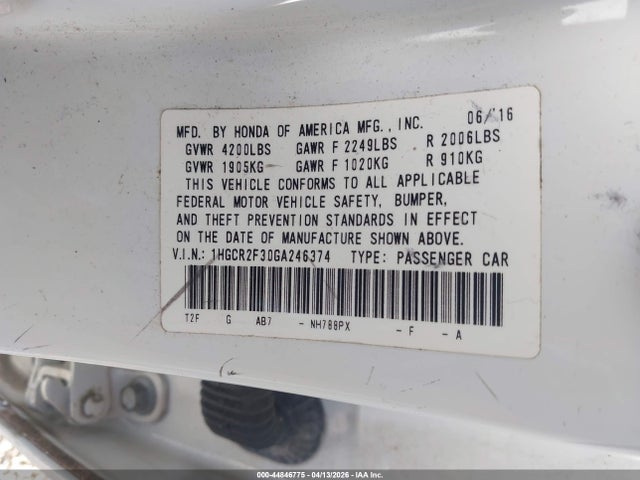 MFD. BY HONDA OF AMERICA MFG., INC. 06/16
GVWR 4200LBS GAWR F 2249LBS R 2006LBS
GVWR 1905KG GAWR F 1020KG R 910KG
THIS VEHICLE CONFORMS TO ALL APPLICABLE
FEDERAL MOTOR VEHICLE SAFETY, BUMPER,
AND THEFT PREVENTION STANDARDS IN EFFECT
ON THE DATE OF MANUFACTURE SHOWN ABOVE.
V.I.N.: 1HGCR2F30GA246374 TYPE: PASSENGER CAR
T2F G AB7 - NH788PX - F - A
000-44846775 - 04/13/2026 - IAA Inc.